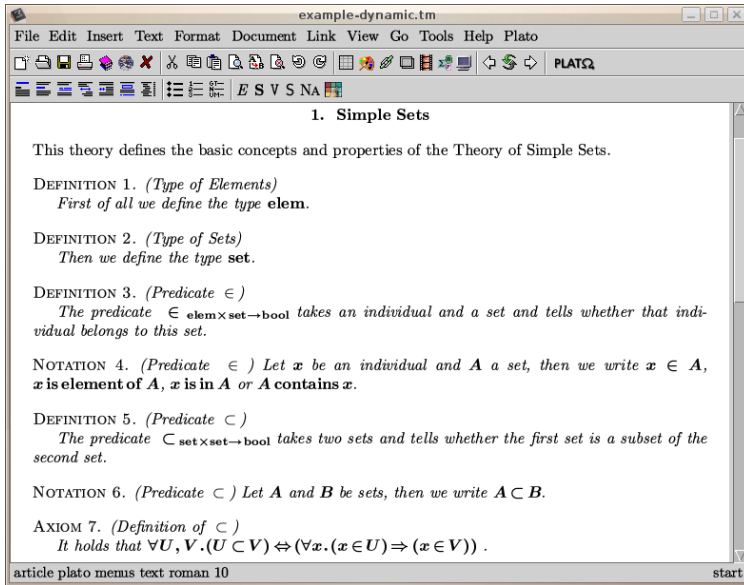 example-dynamic.tm
File Edit Insert Text Format Document Link View Go Tools Help Plato
PLATΩ
E S V S NA
1. Simple Sets
This theory defines the basic concepts and properties of the Theory of Simple Sets.
DEFINITION 1. (Type of Elements)
First of all we define the type elem.
DEFINITION 2. (Type of Sets)
Then we define the type set.
DEFINITION 3. (Predicate ∈ )
The predicate ∈ elem×set→bool takes an individual and a set and tells whether that indi-
vidual belongs to this set.
NOTATION 4. (Predicate ∈ ) Let x be an individual and A a set, then we write x ∈ A,
x is element of A, x is in A or A contains x.
DEFINITION 5. (Predicate ⊂ )
The predicate ⊂ set×set→bool takes two sets and tells whether the first set is a subset of the
second set.
NOTATION 6. (Predicate ⊂ ) Let A and B be sets, then we write A ⊂ B.
AXIOM 7. (Definition of ⊂ )
It holds that ∀U, V.(U ⊂ V) ⇔ (∀x.(x ∈ U) ⇒ (x ∈ V)) .
article plato menus text roman 10 start